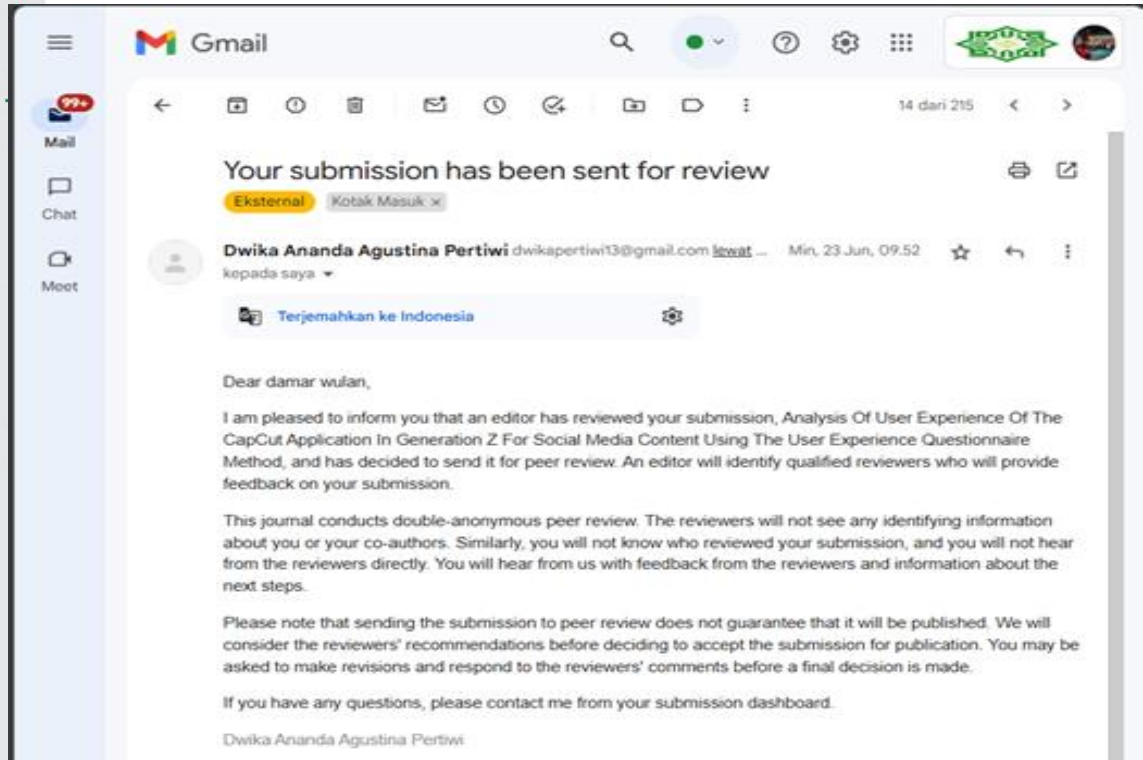 Gmail
99+
Mail
Chat
Meet
14 dari 215
Your submission has been sent for review
Eksternal Kotak Masuk ×
Dwika Ananda Agustina Pertiwi dwikapertiwi13@gmail.com lewat ... Min, 23 Jun, 09.52
kepada saya
Terjemahkan ke Indonesia
Dear damar wulan,
I am pleased to inform you that an editor has reviewed your submission, Analysis Of User Experience Of The
CapCut Application In Generation Z For Social Media Content Using The User Experience Questionnaire
Method, and has decided to send it for peer review. An editor will identify qualified reviewers who will provide
feedback on your submission.
This journal conducts double-anonymous peer review. The reviewers will not see any identifying information
about you or your co-authors. Similarly, you will not know who reviewed your submission, and you will not hear
from the reviewers directly. You will hear from us with feedback from the reviewers and information about the
next steps.
Please note that sending the submission to peer review does not guarantee that it will be published. We will
consider the reviewers' recommendations before deciding to accept the submission for publication. You may be
asked to make revisions and respond to the reviewers' comments before a final decision is made.
If you have any questions, please contact me from your submission dashboard.
Dwika Ananda Agustina Pertiwi